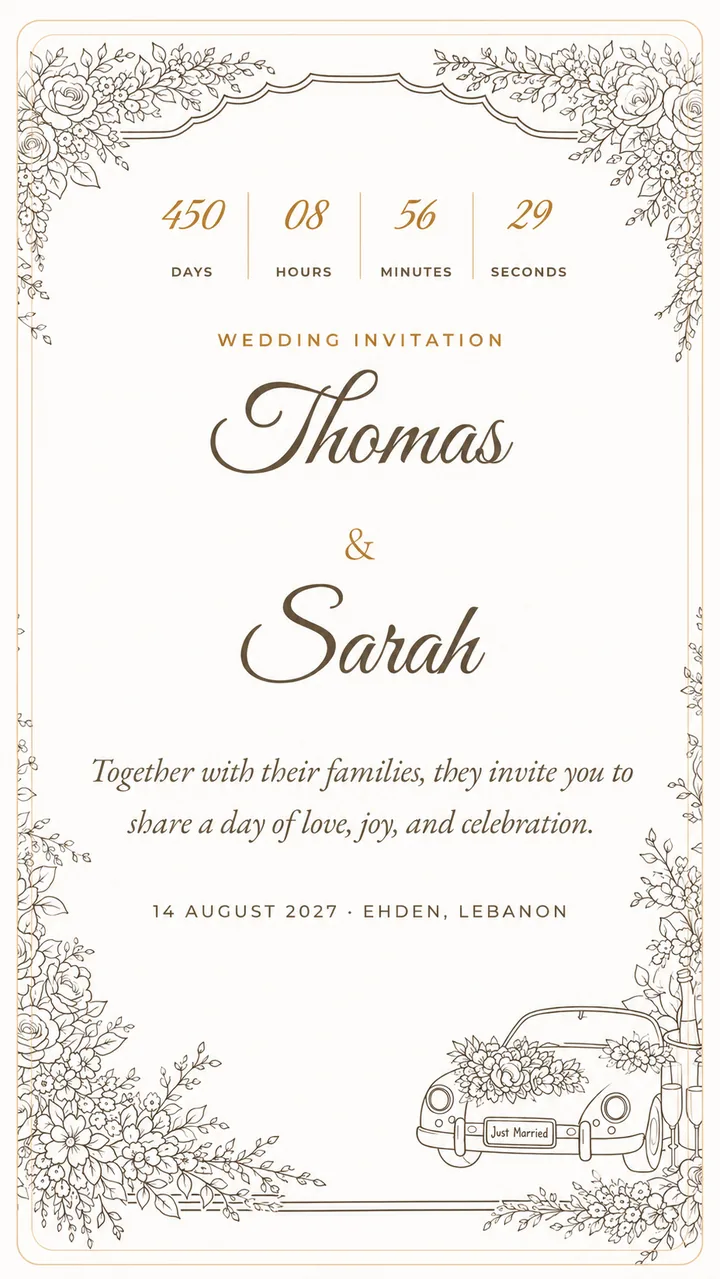 450 08 56 29
DAYS HOURS MINUTES SECONDS
WEDDING INVITATION
Thomas
&
Sarah
Together with their families, they invite you to
share a day of love, joy, and celebration.
14 AUGUST 2027 · EHDEN, LEBANON
Just Married